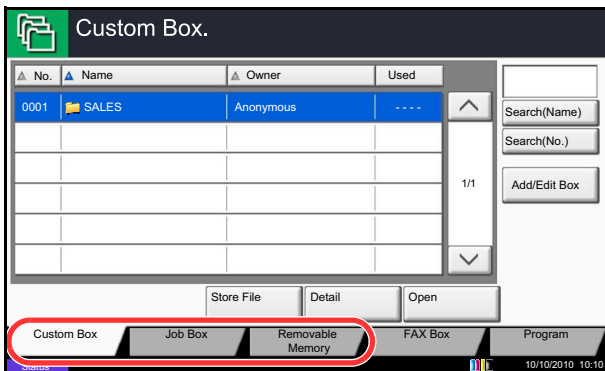 Custom Box.
No. Name Owner Used
0001 SALES Anonymous - - - -
Search(Name)
Search(No.)
1/1
Add/Edit Box
Store File Detail Open
Custom Box Job Box Removable Memory FAX Box Program
Status 10/10/2010 10:10